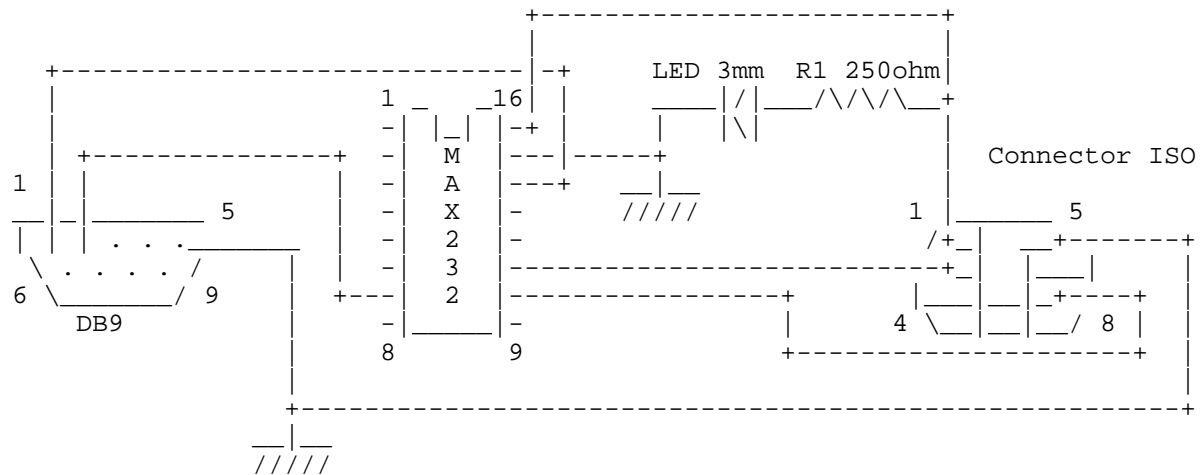 LED 3mm R1 250ohm
1 16
M
A Connector ISO
1 X
5 1 5
2
3
6 9 2
DB9 4 8
8 9